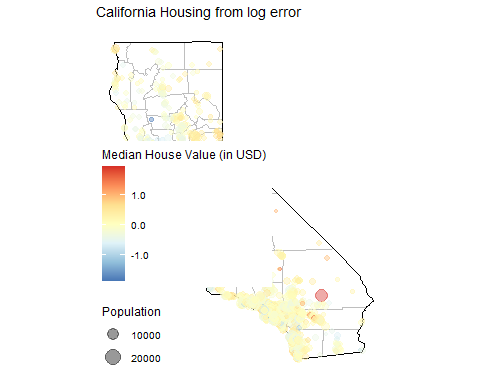 California Housing from log error
Median House Value (in USD)
1.0
0.0
-1.0
Population
10000
20000